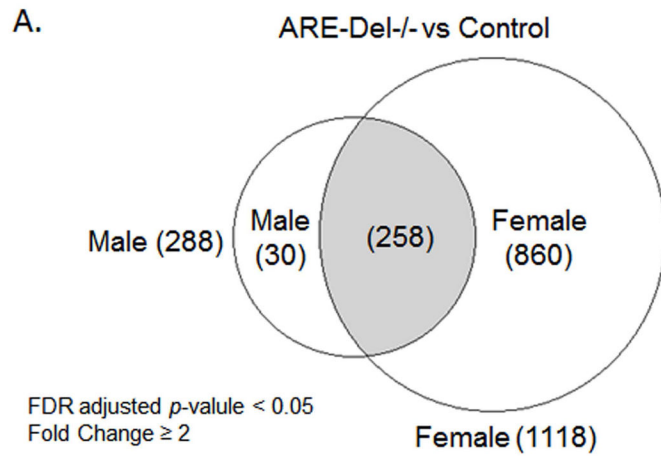 A.
ARE-Del-/- vs Control
Male (288)
Male
(30)
(258)
Female
(860)
FDR adjusted p-valule < 0.05
Fold Change ≥ 2
Female (1118)